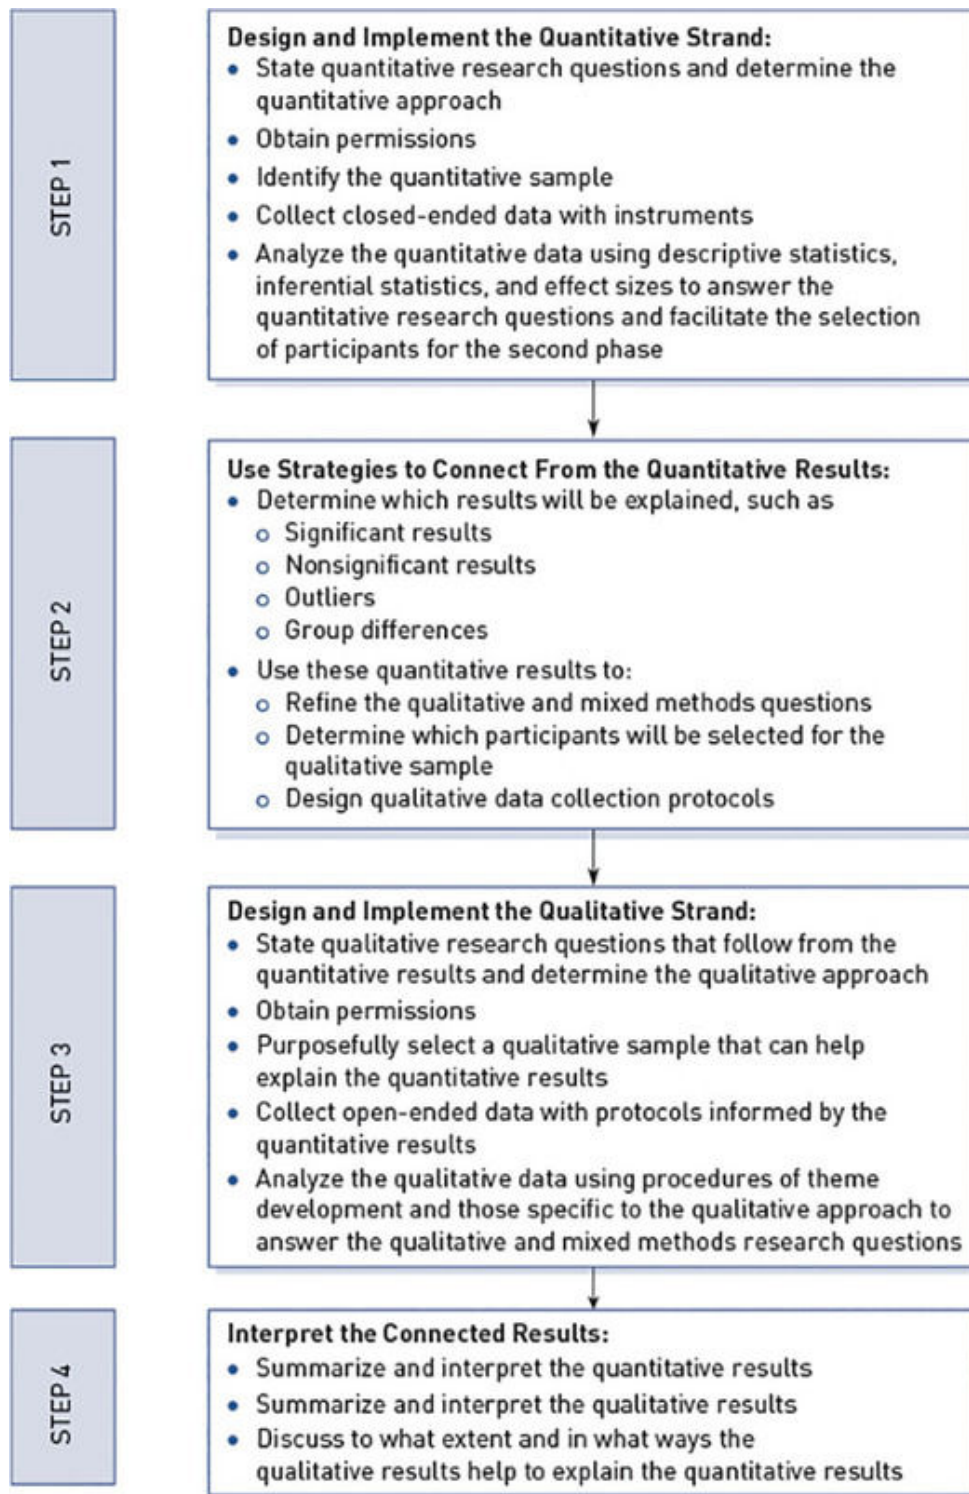 STEP 1
Design and Implement the Quantitative Strand:
• State quantitative research questions and determine the
quantitative approach
• Obtain permissions
• Identify the quantitative sample
• Collect closed-ended data with instruments
• Analyze the quantitative data using descriptive statistics,
inferential statistics, and effect sizes to answer the
quantitative research questions and facilitate the selection
of participants for the second phase
STEP 2
Use Strategies to Connect From the Quantitative Results:
• Determine which results will be explained, such as
o Significant results
o Nonsignificant results
o Outliers
o Group differences
• Use these quantitative results to:
o Refine the qualitative and mixed methods questions
o Determine which participants will be selected for the
qualitative sample
o Design qualitative data collection protocols
STEP 3
Design and Implement the Qualitative Strand:
• State qualitative research questions that follow from the
quantitative results and determine the qualitative approach
• Obtain permissions
• Purposefully select a qualitative sample that can help
explain the quantitative results
• Collect open-ended data with protocols informed by the
quantitative results
• Analyze the qualitative data using procedures of theme
development and those specific to the qualitative approach to
answer the qualitative and mixed methods research questions
STEP 4
Interpret the Connected Results:
• Summarize and interpret the quantitative results
• Summarize and interpret the qualitative results
• Discuss to what extent and in what ways the
qualitative results help to explain the quantitative results